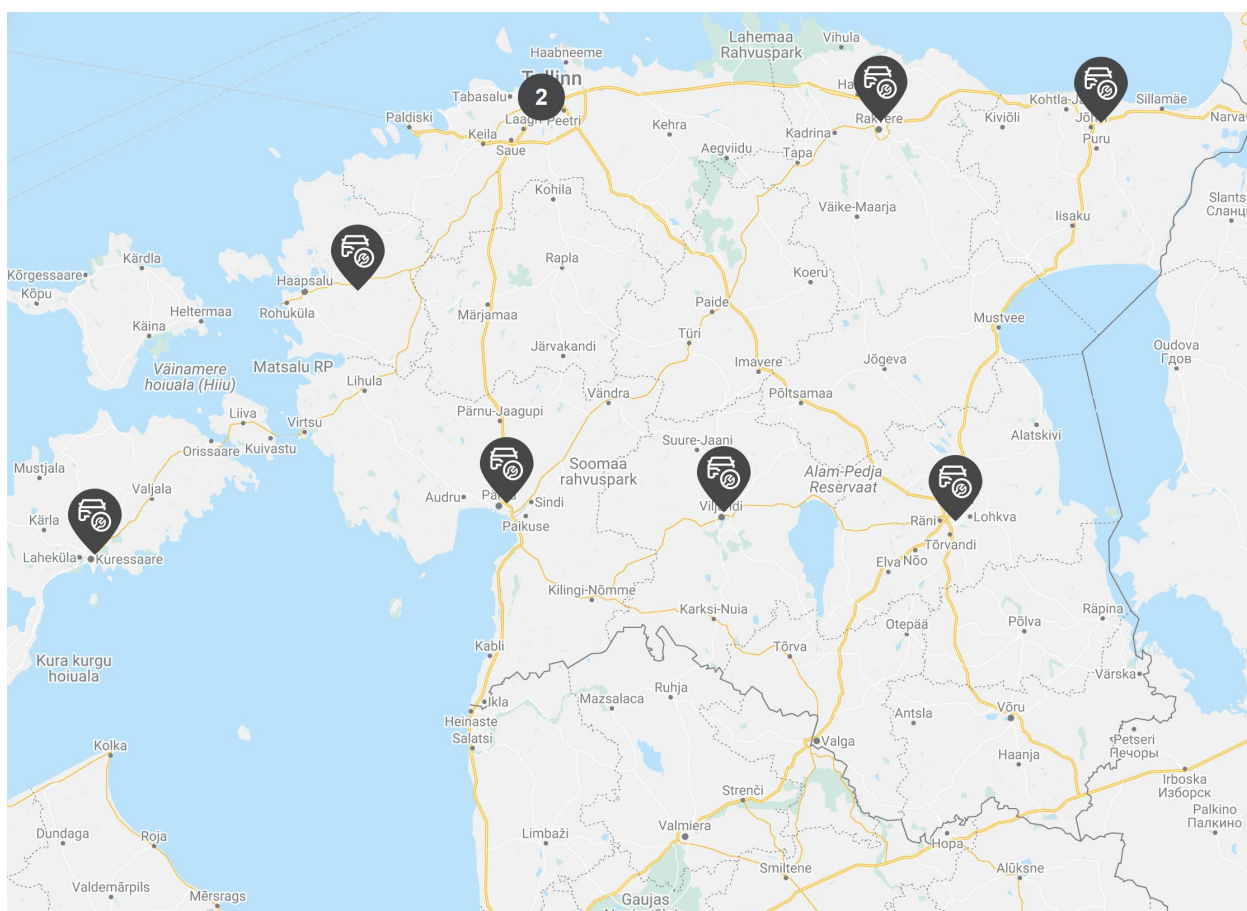 Lahemaa
Rahvuspark
Vihula
Haabneeme
Tallinn
Tabasalu
2
Paldiski
Laagri
Peetri
Keila
Saue
Kehra
Aegviidu
Kadrina
Tapa
Rakvere
Kiviõli
Sillamäe
Jõhvi
Puru
Narva
Kohila
Väike-Maarja
Iisaku
Slants
Сланцы
Kärdla
Kõrgessaare
Kõpu
Heltermaa
Käina
Haapsalu
Rohuküla
Rapla
Märjamaa
Koeru
Paide
Türi
Mustvee
Väinamere
hoiuala (Hiiu)
Matsalu RP
Lihula
Järvakandi
Vändra
Imavere
Jõgeva
Põltsamaa
Oudova
Гдов
Liiva
Virtsu
Kuivastu
Orissaare
Pärnu-Jaagupi
Suure-Jaani
Alatskivi
Mustjala
Valjala
Kärla
Laheküla
Kuressaare
Audru
Pärnu
Sindi
Paikuse
Soomaa
rahvuspark
Viljandi
Alam-Pedja
Reservaat
Räni
Lohkva
Tõrvandi
Elva
Nõo
Kilingi-Nõmme
Karksi-Nuia
Otepää
Põlva
Räpina
Kura kurgu
hoiuala
Kabli
Tõrva
Värska
Ikla
Heinaste
Salatsi
Mazsalaca
Ruhja
Antsla
Võru
Kolka
Valga
Haanja
Petseri
Печоры
Irboska
Изборск
Palkino
Палкино
Strenči
Dundaga
Roja
Limbaži
Valmiera
Hopa
Smiltene
Alūksne
Valdemārpils
Mērsrags
Gaujas